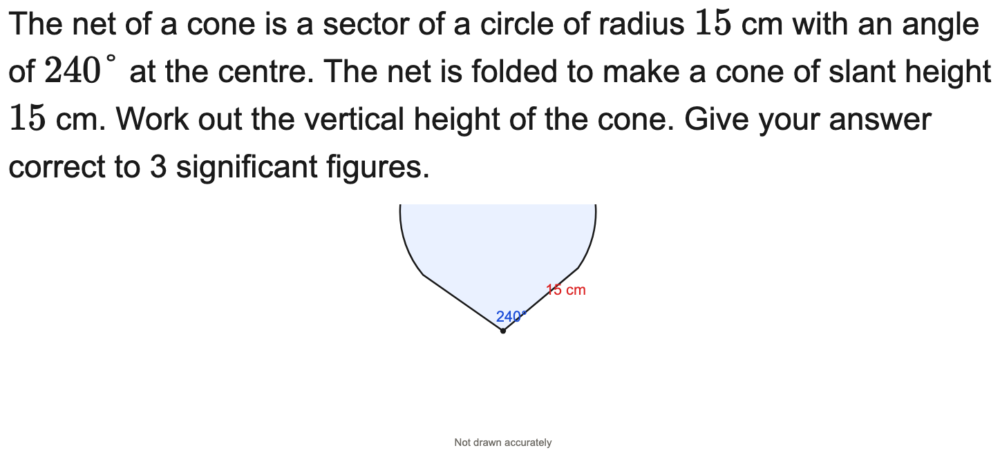 The net of a cone is a sector of a circle of radius 15 cm with an angle
of 240° at the centre. The net is folded to make a cone of slant height
15 cm. Work out the vertical height of the cone. Give your answer
correct to 3 significant figures.
15 cm
240°
Not drawn accurately